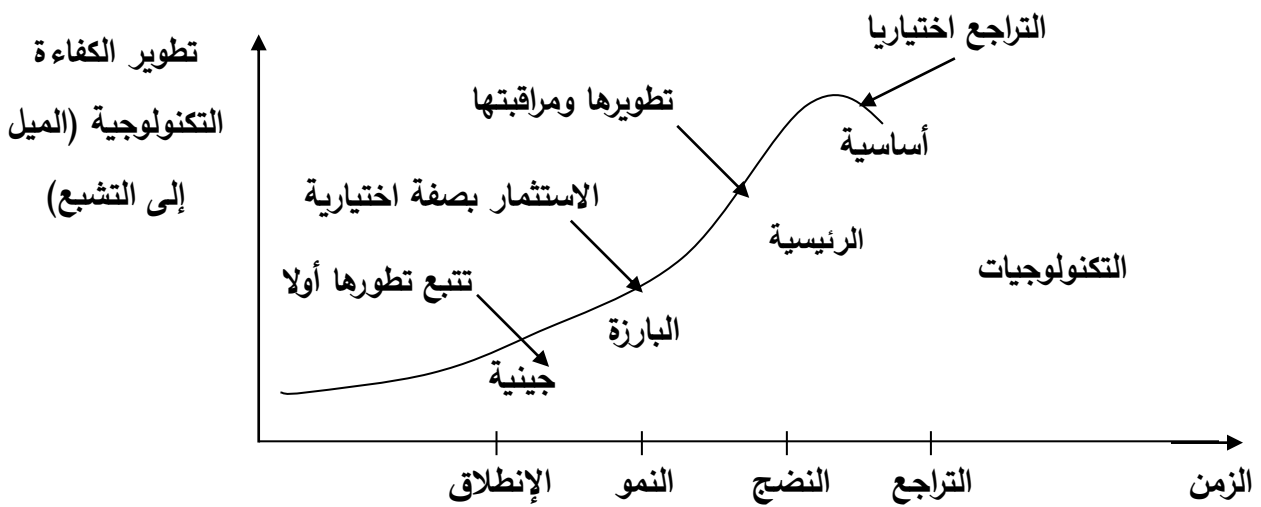 التراجع اختياريا
تطوير الكفاءة
التكنولوجية (الميل
إلى التشبع)
تطويرها ومراقبتها
أساسية
الاستثمار بصفة اختيارية
الرئيسية
التكنولوجيات
تتبع تطورها أولا
البارزة
جينية
الإنطلاق
النمو
النضج
التراجع
الزمن